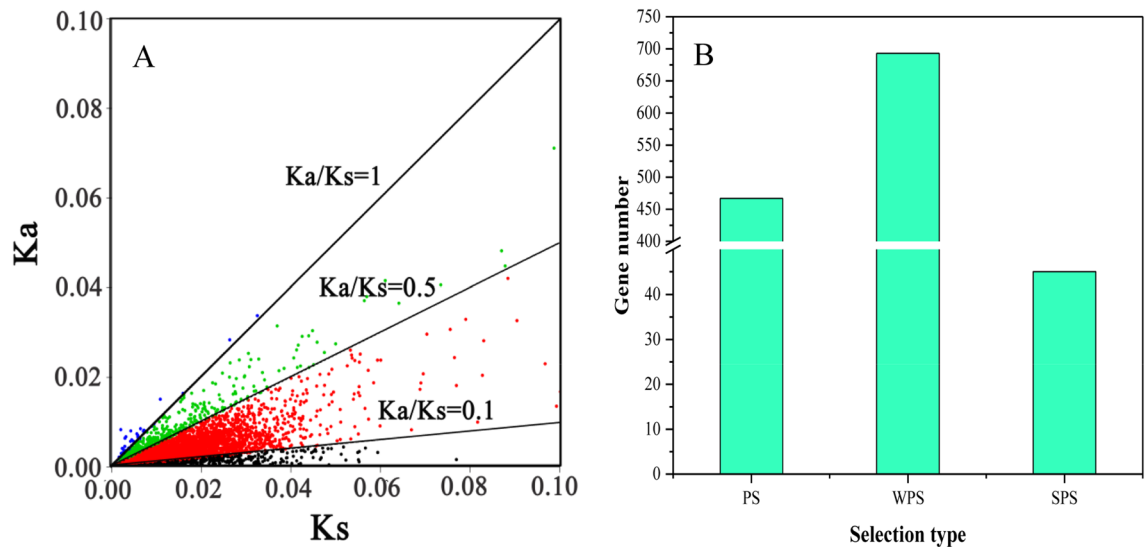 A
0.10
0.08
0.06
0.04
0.02
0.00
Ka
Ka/Ks=1
Ka/Ks=0.5
Ka/Ks=0.1
0.00 0.02 0.04 0.06 0.08 0.10
Ks
B
750
700
650
600
550
500
450
400
40
30
20
10
0
Gene number
PS WPS SPS
Selection type